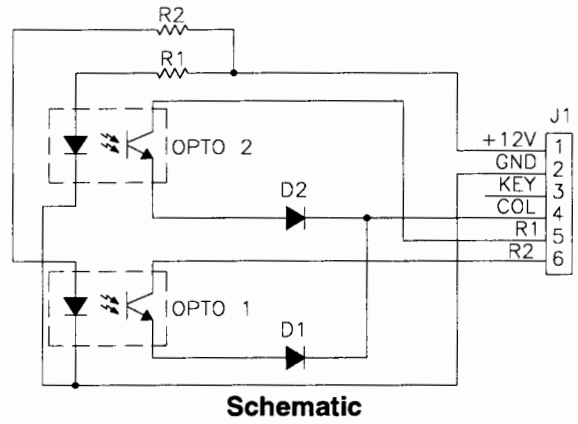 R2
R1
J1
+12V
1
OPTO 2
GND
2
KEY
3
D2
COL
4
R1
5
R2
6
OPTO 1
D1
Schematic